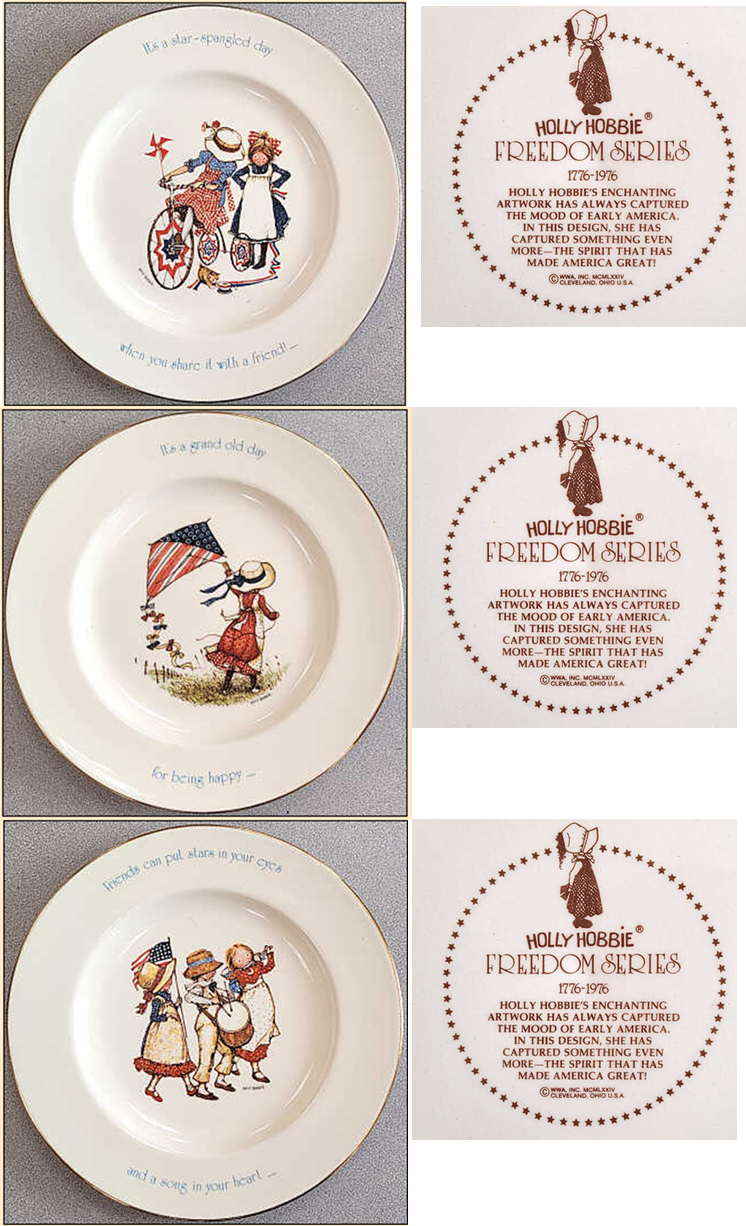 It's a star-spangled day
when you share it with a friend!—
HOLLY HOBBIE
HOLLY HOBBIE®
FREEDOM SERIES
1776-1976
HOLLY HOBBIE'S ENCHANTING
ARTWORK HAS ALWAYS CAPTURED
THE MOOD OF EARLY AMERICA.
IN THIS DESIGN, SHE HAS
CAPTURED SOMETHING EVEN
MORE—THE SPIRIT THAT HAS
MADE AMERICA GREAT!
© WWA, INC. MCMLXXIV
CLEVELAND, OHIO U.S.A.
It's a grand old day
for being happy —
HOLLY HOBBIE
HOLLY HOBBIE®
FREEDOM SERIES
1776-1976
HOLLY HOBBIE'S ENCHANTING
ARTWORK HAS ALWAYS CAPTURED
THE MOOD OF EARLY AMERICA.
IN THIS DESIGN, SHE HAS
CAPTURED SOMETHING EVEN
MORE—THE SPIRIT THAT HAS
MADE AMERICA GREAT!
© WWA, INC. MCMLXXIV
CLEVELAND, OHIO U.S.A.
Friends can put stars in your eyes
and a song in your heart —
HOLLY HOBBIE
HOLLY HOBBIE®
FREEDOM SERIES
1776-1976
HOLLY HOBBIE'S ENCHANTING
ARTWORK HAS ALWAYS CAPTURED
THE MOOD OF EARLY AMERICA.
IN THIS DESIGN, SHE HAS
CAPTURED SOMETHING EVEN
MORE—THE SPIRIT THAT HAS
MADE AMERICA GREAT!
© WWA, INC. MCMLXXIV
CLEVELAND, OHIO U.S.A.